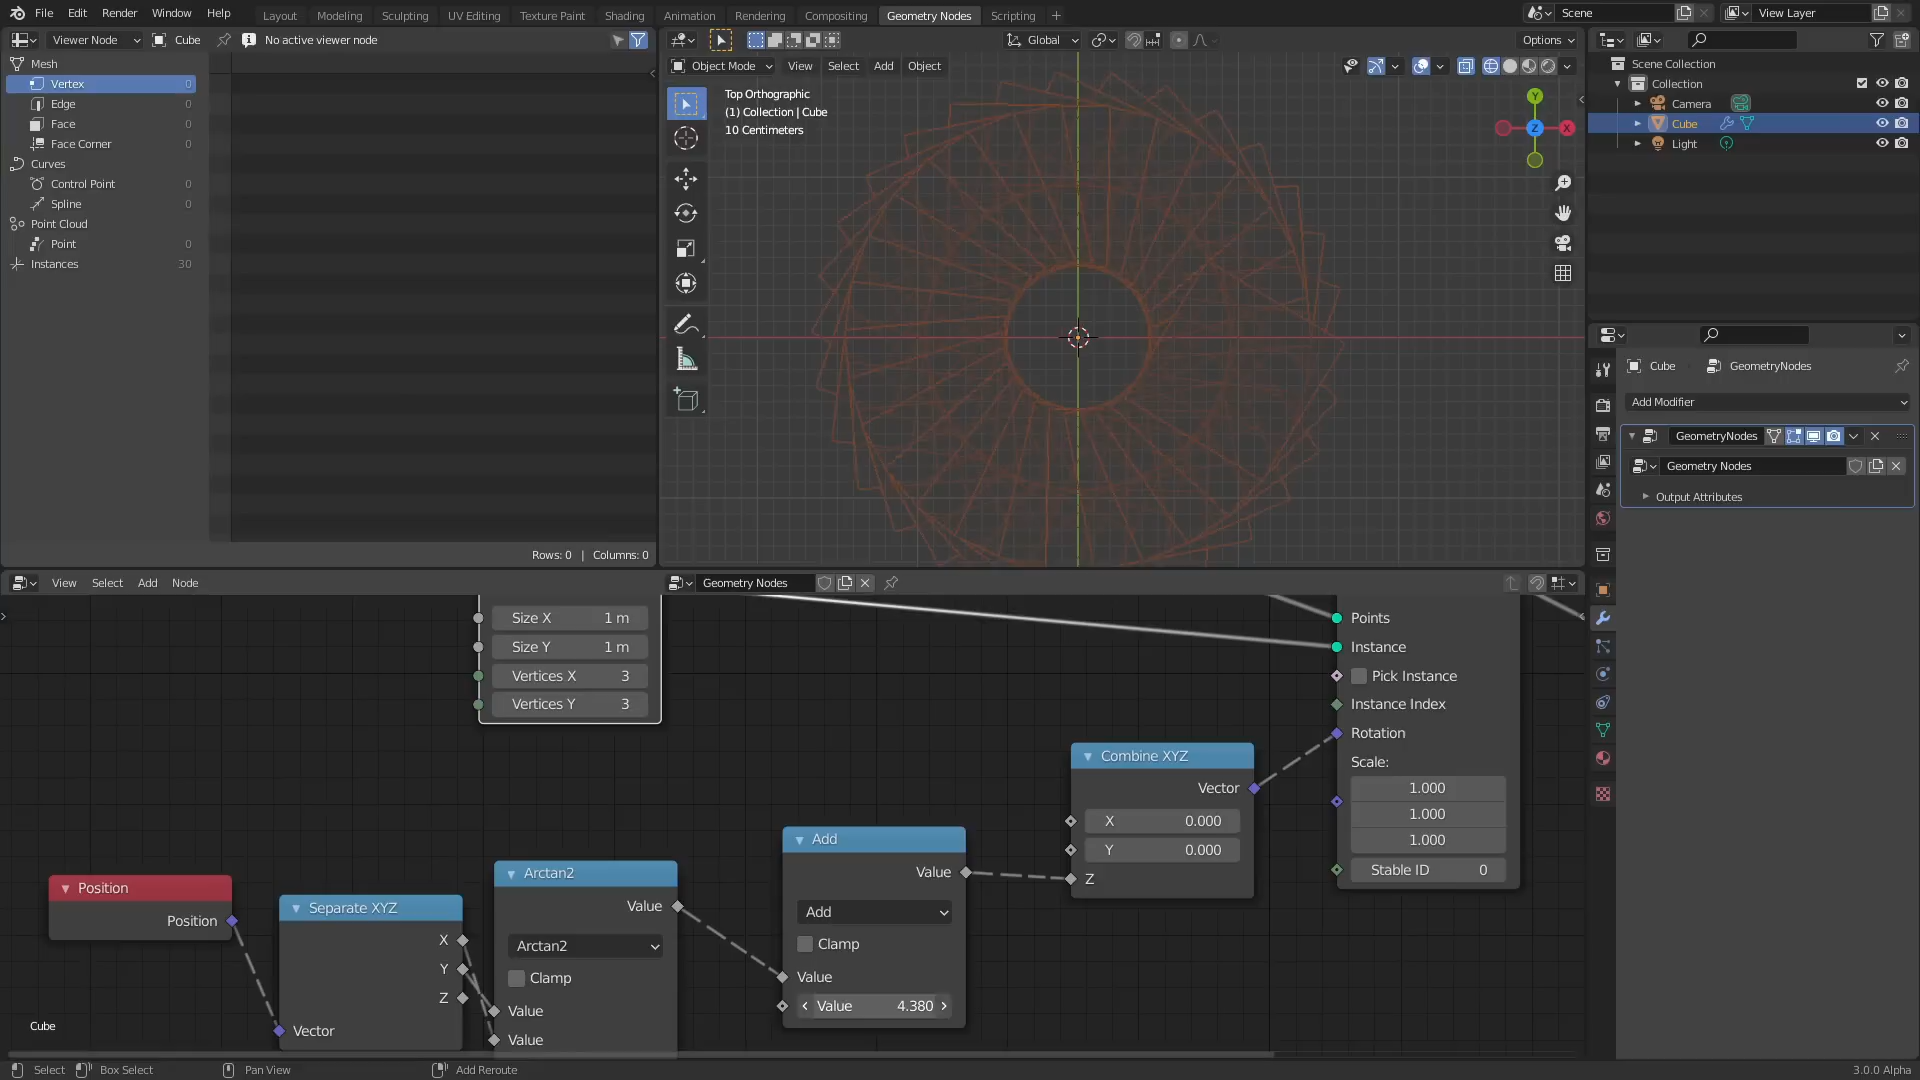 File Edit Render Window Help Layout Modeling Sculpting UV Editing Texture Paint Shading Animation Rendering Compositing Geometry Nodes Scripting + Scene View Layer
Viewer Node Cube No active viewer node Global Options
Mesh
Vertex 0
Edge 0
Face 0
Face Corner 0
Curves
Control Point 0
Spline 0
Point Cloud
Point 0
Instances 30
Rows: 0 | Columns: 0
Object Mode View Select Add Object
Top Orthographic
(1) Collection | Cube
10 Centimeters
Y
Z X
Scene Collection
Collection
Camera
Cube
Light
Cube GeometryNodes
Add Modifier
GeometryNodes
Geometry Nodes
Output Attributes
View Select Add Node Geometry Nodes
Size X 1 m
Size Y 1 m
Vertices X 3
Vertices Y 3
Points
Instance
Pick Instance
Instance Index
Rotation
Scale:
1.000
1.000
1.000
Stable ID 0
Combine XYZ
Vector
X 0.000
Y 0.000
Z
Add
Value
Add
Clamp
Value
Value 4.380
Arctan2
Value
Arctan2
Clamp
Value
Value
Position
Position
Separate XYZ
X
Y
Z
Vector
Cube
Select Box Select Pan View Add Reroute 3.0.0 Alpha